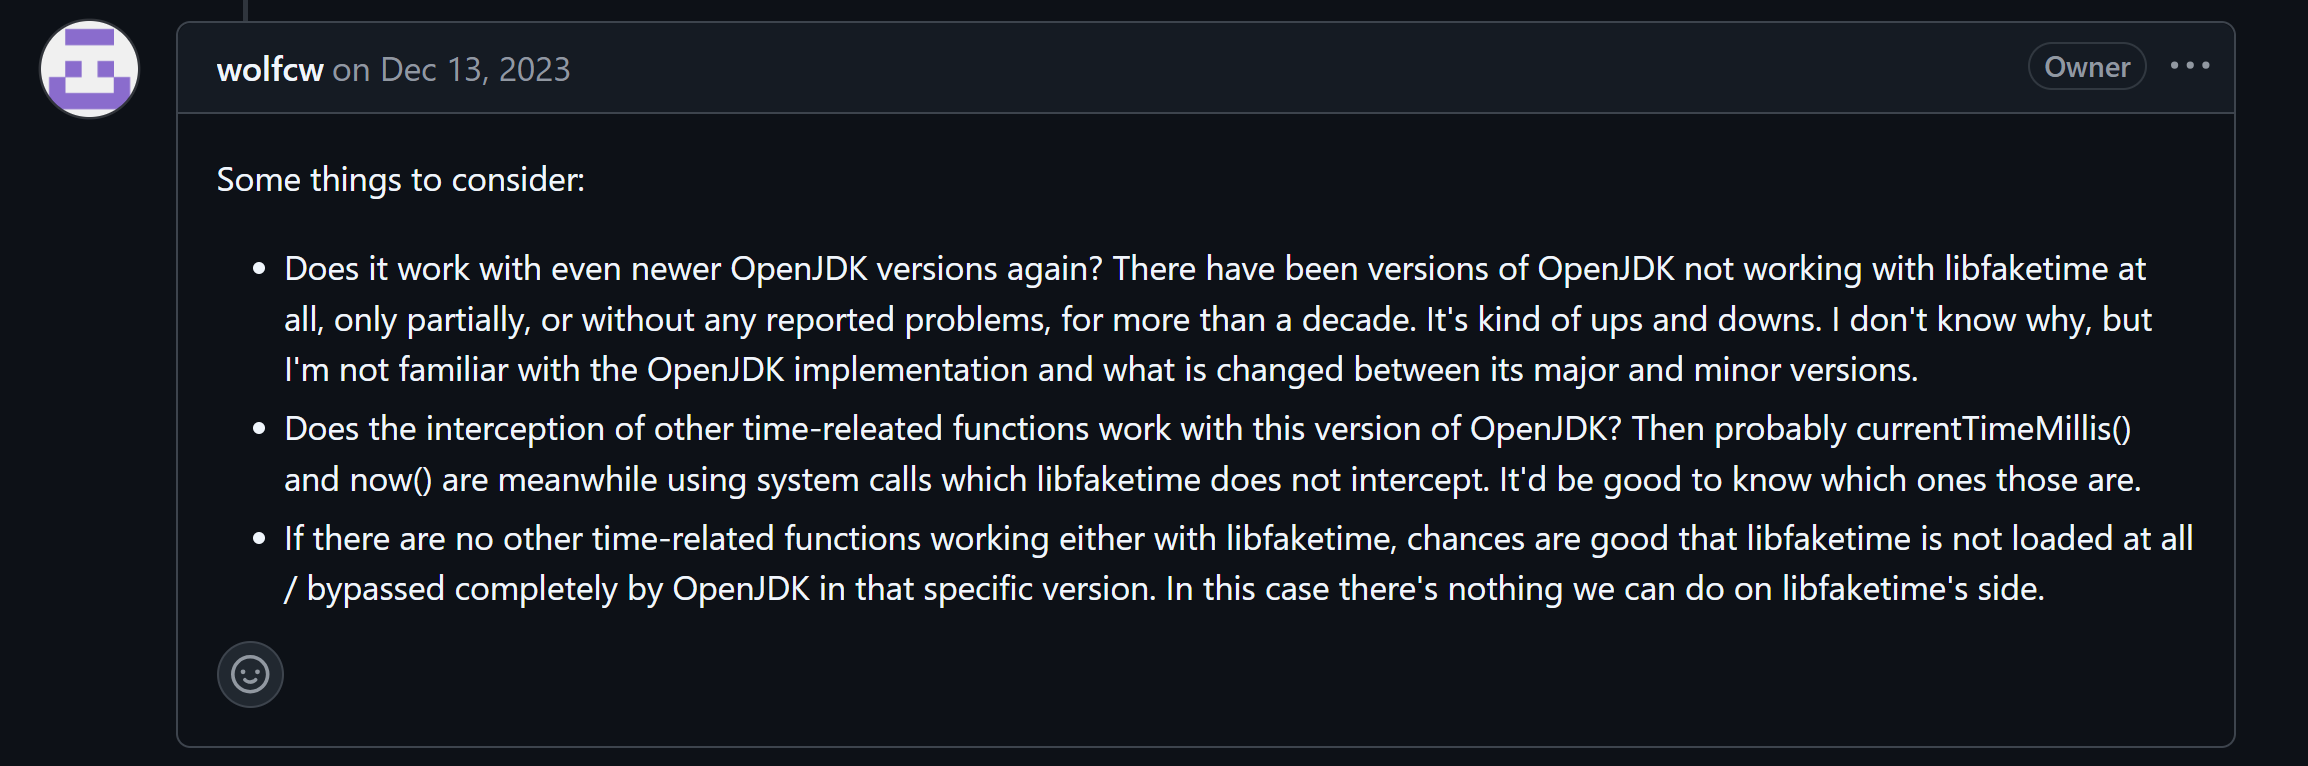 wolfcw on Dec 13, 2023
Owner
Some things to consider:
Does it work with even newer OpenJDK versions again? There have been versions of OpenJDK not working with libfaketime at
all, only partially, or without any reported problems, for more than a decade. It's kind of ups and downs. I don't know why, but
I'm not familiar with the OpenJDK implementation and what is changed between its major and minor versions.
Does the interception of other time-releated functions work with this version of OpenJDK? Then probably currentTimeMillis()
and now() are meanwhile using system calls which libfaketime does not intercept. It'd be good to know which ones those are.
If there are no other time-related functions working either with libfaketime, chances are good that libfaketime is not loaded at all
/ bypassed completely by OpenJDK in that specific version. In this case there's nothing we can do on libfaketime's side.